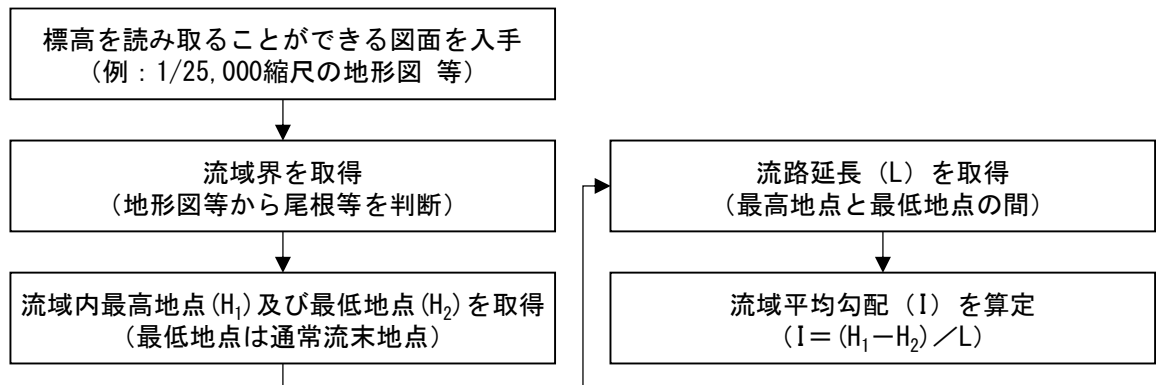 標高を読み取ることができる図面を入手
(例：1/25,000縮尺の地形図 等)
流域界を取得
(地形図等から尾根等を判断)
流域内最高地点(H₁)及び最低地点(H₂)を取得
(最低地点は通常流末地点)
流路延長（L）を取得
(最高地点と最低地点の間)
流域平均勾配（I）を算定
(I＝(H₁－H₂)／L)